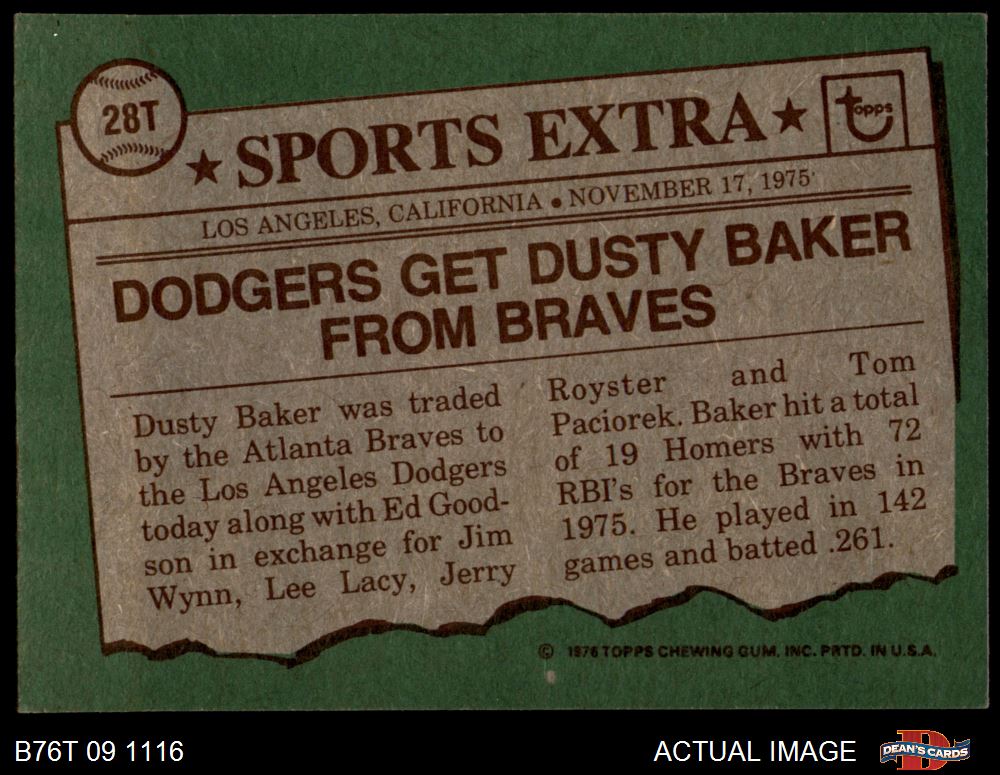 28T
★ SPORTS EXTRA ★
topps
LOS ANGELES, CALIFORNIA • NOVEMBER 17, 1975
DODGERS GET DUSTY BAKER
FROM BRAVES
Dusty Baker was traded
by the Atlanta Braves to
the Los Angeles Dodgers
today along with Ed Good-
son in exchange for Jim
Wynn, Lee Lacy, Jerry
Royster and Tom
Paciorek. Baker hit a total
of 19 Homers with 72
RBI's for the Braves in
1975. He played in 142
games and batted .261.
© 1976 TOPPS CHEWING GUM, INC. PRTD. IN U.S.A.
B76T 09 1116
ACTUAL IMAGE
D
DEAN'S CARDS